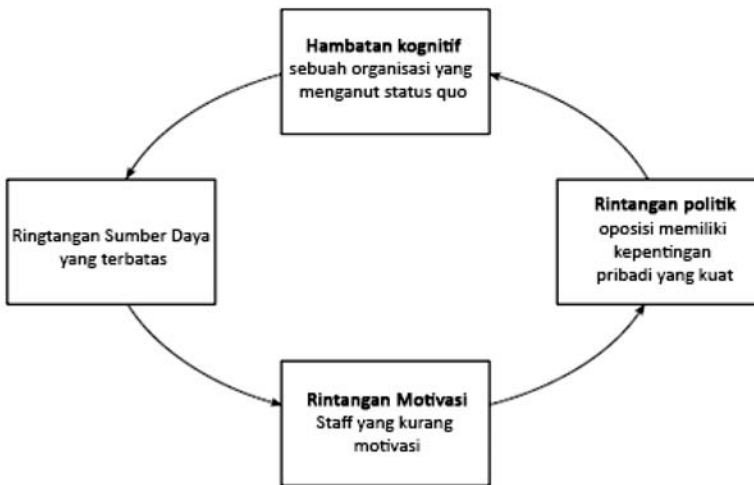 Hambatan kognitif
sebuah organisasi yang
menganut status quo
Ringtangan Sumber Daya
yang terbatas
Rintangan politik
oposisi memiliki
kepentingan
pribadi yang kuat
Rintangan Motivasi
Staff yang kurang
motivasi